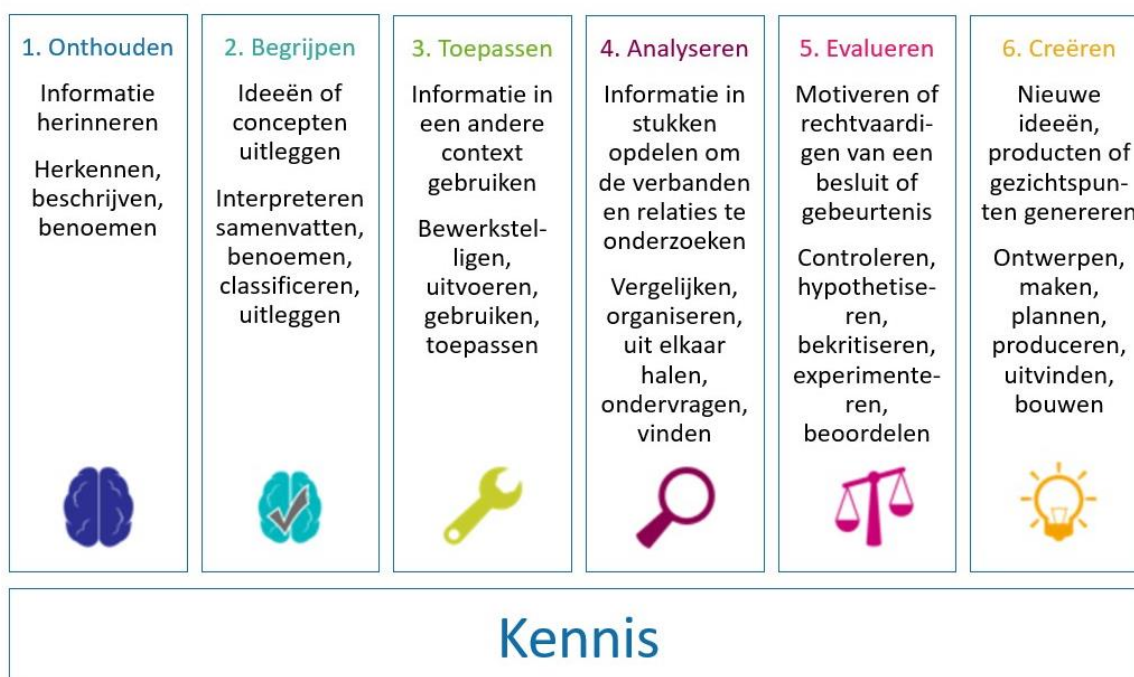 1. Onthouden
Informatie
herinneren
Herkennen,
beschrijven,
benoemen
2. Begrijpen
Ideeën of
concepten
uitleggen
Interpreteren
samenvatten,
benoemen,
classificeren,
uitleggen
3. Toepassen
Informatie in
een andere
context
gebruiken
Bewerkstel-
ligen,
uitvoeren,
gebruiken,
toepassen
4. Analyseren
Informatie in
stukken
opdelen om
de verbanden
en relaties te
onderzoeken
Vergelijken,
organiseren,
uit elkaar
halen,
ondervragen,
vinden
5. Evalueren
Motiveren of
rechtvaardi-
gen van een
besluit of
gebeurtenis
Controleren,
hypothetise-
ren,
bekritiseren,
experimente-
ren,
beoordelen
6. Creëren
Nieuwe
ideeën,
producten of
gezichtspun-
ten genereren
Ontwerpen,
maken,
plannen,
produceren,
uitvinden,
bouwen
Kennis